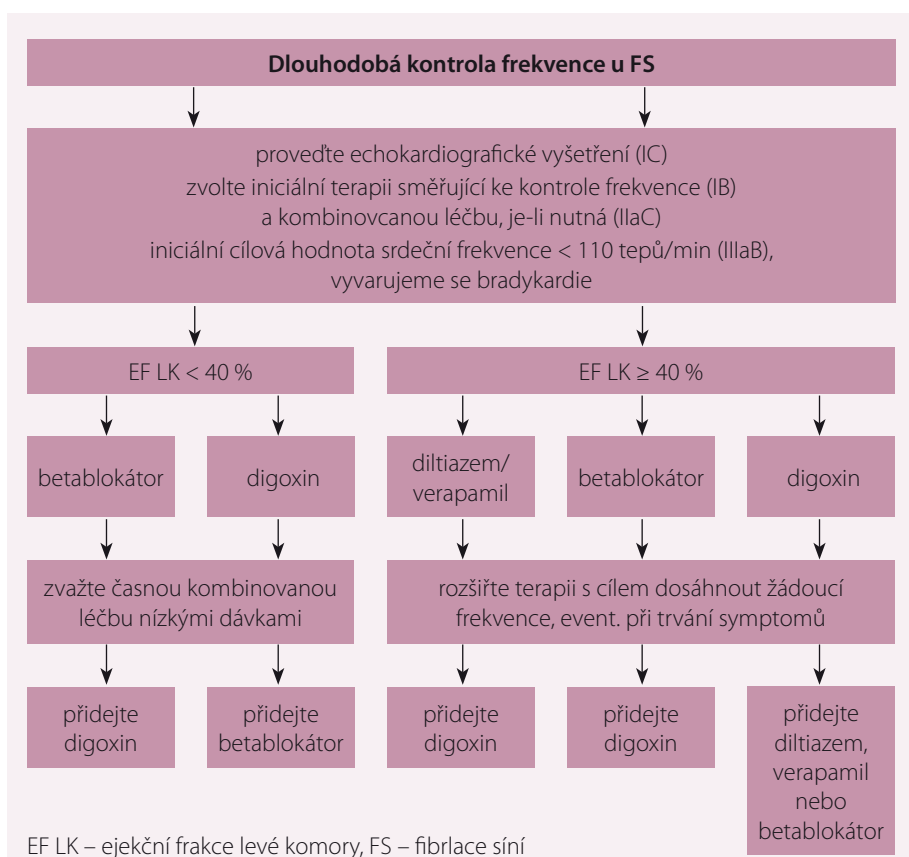 Dlouhodobá kontrola frekvence u FS
proveďte echokardiografické vyšetření (IC)
zvolte iniciální terapii směřující ke kontrole frekvence (IB)
a kombinovcanou léčbu, je-li nutná (IIaC)
iniciální cílová hodnota srdeční frekvence < 110 tepů/min (IIIaB),
vyvarujeme se bradykardie
EF LK < 40 %
EF LK ≥ 40 %
betablokátor
digoxin
diltiazem/
verapamil
betablokátor
digoxin
zvažte časnou kombinovanou
léčbu nízkými dávkami
rozšiřte terapii s cílem dosáhnout žádoucí
frekvence, event. při trvání symptomů
přidejte
digoxin
přidejte
betablokátor
přidejte
digoxin
přidejte
digoxin
přidejte
diltiazem,
verapamil
nebo
betablokátor
EF LK – ejekční frakce levé komory, FS – fibrlace síní